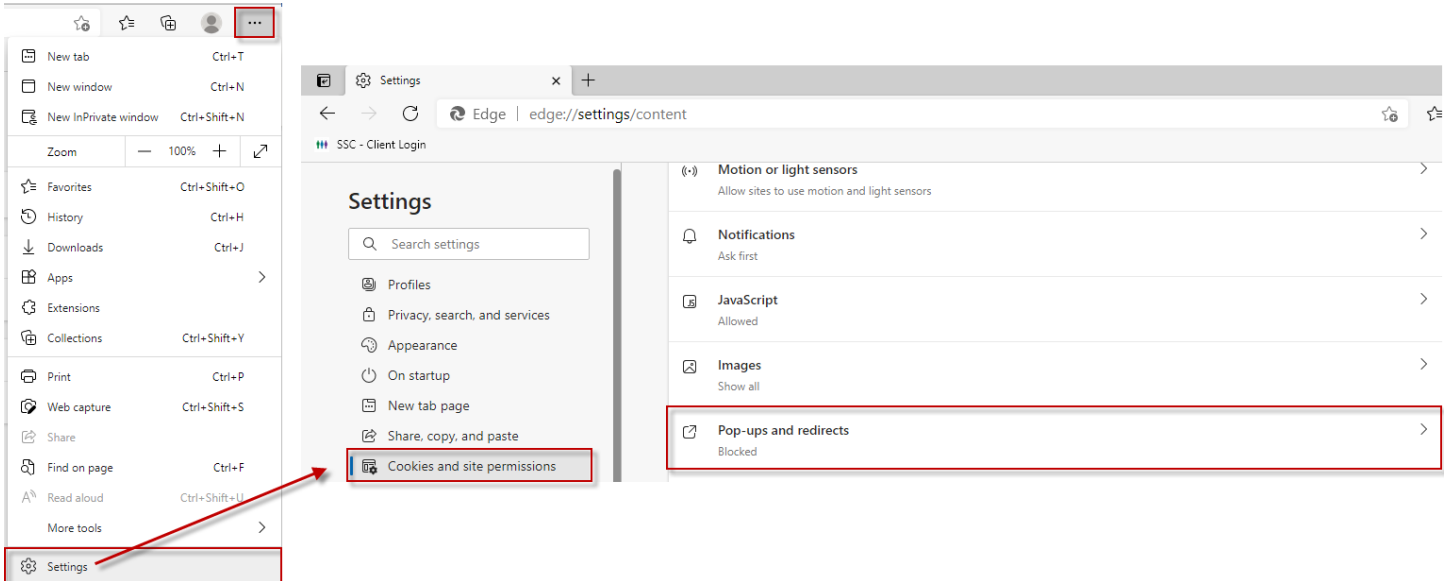 New tab Ctrl+T
New window Ctrl+N
New InPrivate window Ctrl+Shift+N
Zoom — 100% +
Favorites Ctrl+Shift+O
History Ctrl+H
Downloads Ctrl+J
Apps
Extensions
Collections Ctrl+Shift+Y
Print Ctrl+P
Web capture Ctrl+Shift+S
Share
Find on page Ctrl+F
Read aloud Ctrl+Shift+U
More tools
Settings
Settings
Edge | edge://settings/content
SSC - Client Login
Settings
Search settings
Profiles
Privacy, search, and services
Appearance
On startup
New tab page
Share, copy, and paste
Cookies and site permissions
Motion or light sensors
Allow sites to use motion and light sensors
Notifications
Ask first
JavaScript
Allowed
Images
Show all
Pop-ups and redirects
Blocked